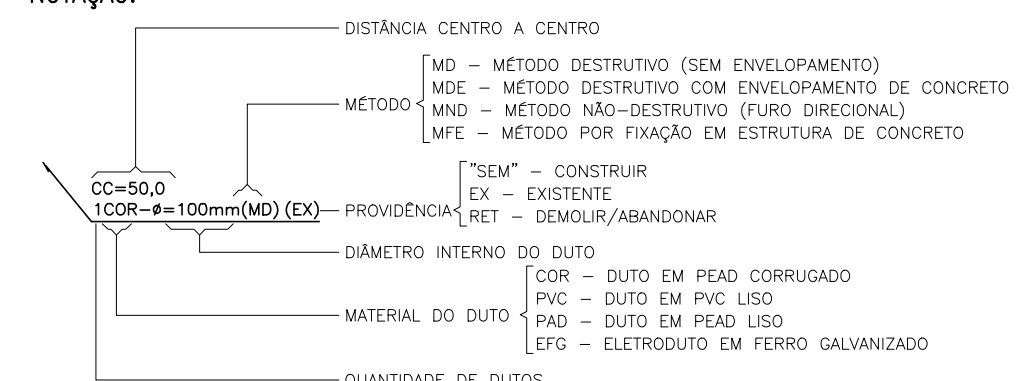 NOTAÇÃO:
DISTÂNCIA CENTRO A CENTRO
MD – MÉTODO DESTRUTIVO (SEM ENVELOPAMENTO)
MDE – MÉTODO DESTRUTIVO COM ENVELOPAMENTO DE CONCRETO
MÉTODO
MND – MÉTODO NÃO-DESTRUTIVO (FURO DIRECIONAL)
MFE – MÉTODO POR FIXAÇÃO EM ESTRUTURA DE CONCRETO
"SEM" – CONSTRUIR
CC=50,0
EX – EXISTENTE
1COR-ø=100mm(MD) (EX)
PROVIDÊNCIA
RET – DEMOLIR/ABANDONAR
DIÂMETRO INTERNO DO DUTO
COR – DUTO EM PEAD CORRUGADO
PVC – DUTO EM PVC LISO
MATERIAL DO DUTO
PAD – DUTO EM PEAD LISO
EFG – ELETRODUTO EM FERRO GALVANIZADO
QUANTIDADE DE DUTOS